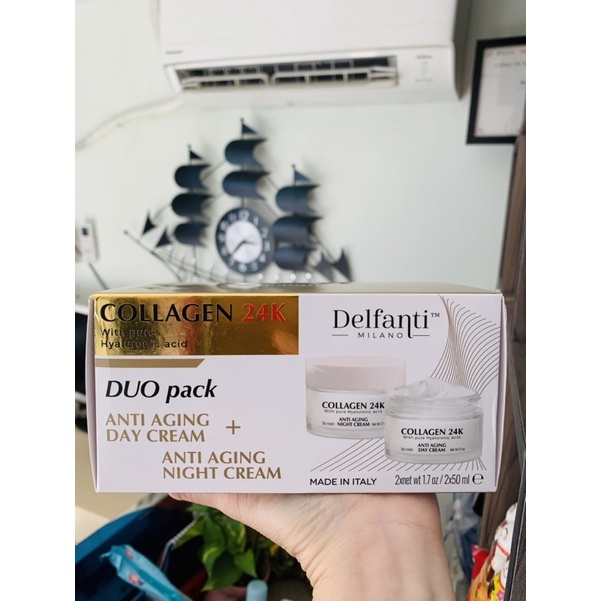 COLLAGEN 24K
With pure
Hyaluronic acid
Delfanti™
MILANO
DUO pack
ANTI AGING
DAY CREAM +
ANTI AGING
NIGHT CREAM
COLLAGEN 24K
With pure Hyaluronic acid
ANTI AGING
NIGHT CREAM
COLLAGEN 24K
With pure Hyaluronic acid
ANTI AGING
DAY CREAM
MADE IN ITALY
2xnet wt 1.7 oz / 2x50 ml ℮